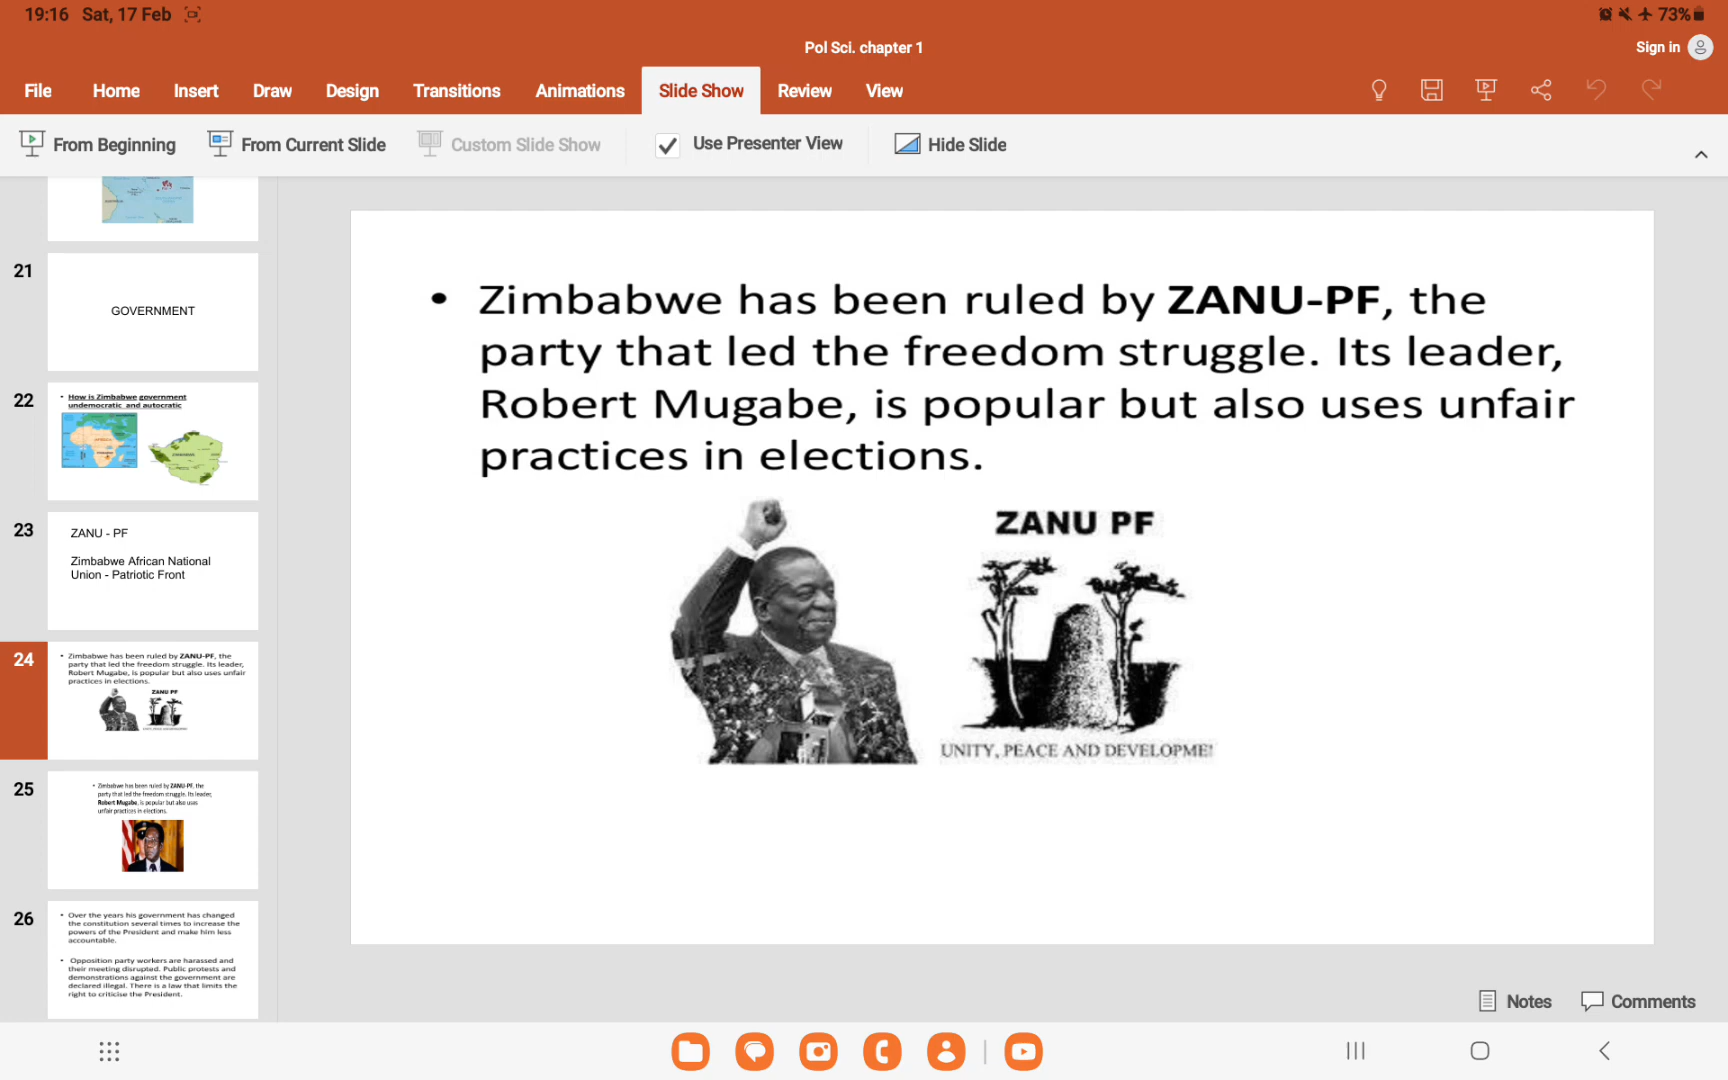 19:16 Sat, 17 Feb
73%
Pol Sci. chapter 1
Sign in
File Home Insert Draw Design Transitions Animations Slide Show Review View
From Beginning From Current Slide Custom Slide Show Use Presenter View Hide Slide
21
GOVERNMENT
22
• How is Zimbabwe government
undemocratic and autocratic
23
ZANU - PF
Zimbabwe African National
Union - Patriotic Front
24
• Zimbabwe has been ruled by ZANU-PF, the
party that led the freedom struggle. Its leader,
Robert Mugabe, is popular but also uses unfair
practices in elections.
ZANU PF
25
• Zimbabwe has been ruled by ZANU-PF, the
party that led the freedom struggle. Its leader,
Robert Mugabe, is popular but also uses
unfair practices in elections.
26
• Over the years his government has changed
the constitution several times to increase the
powers of the President and make him less
accountable.
• Opposition party workers are harassed and
their meeting disrupted. Public protests and
demonstrations against the government are
declared illegal. There is a law that limits the
right to criticise the President.
• Zimbabwe has been ruled by ZANU-PF, the
party that led the freedom struggle. Its leader,
Robert Mugabe, is popular but also uses unfair
practices in elections.
ZANU PF
UNITY, PEACE AND DEVELOPME
Notes Comments